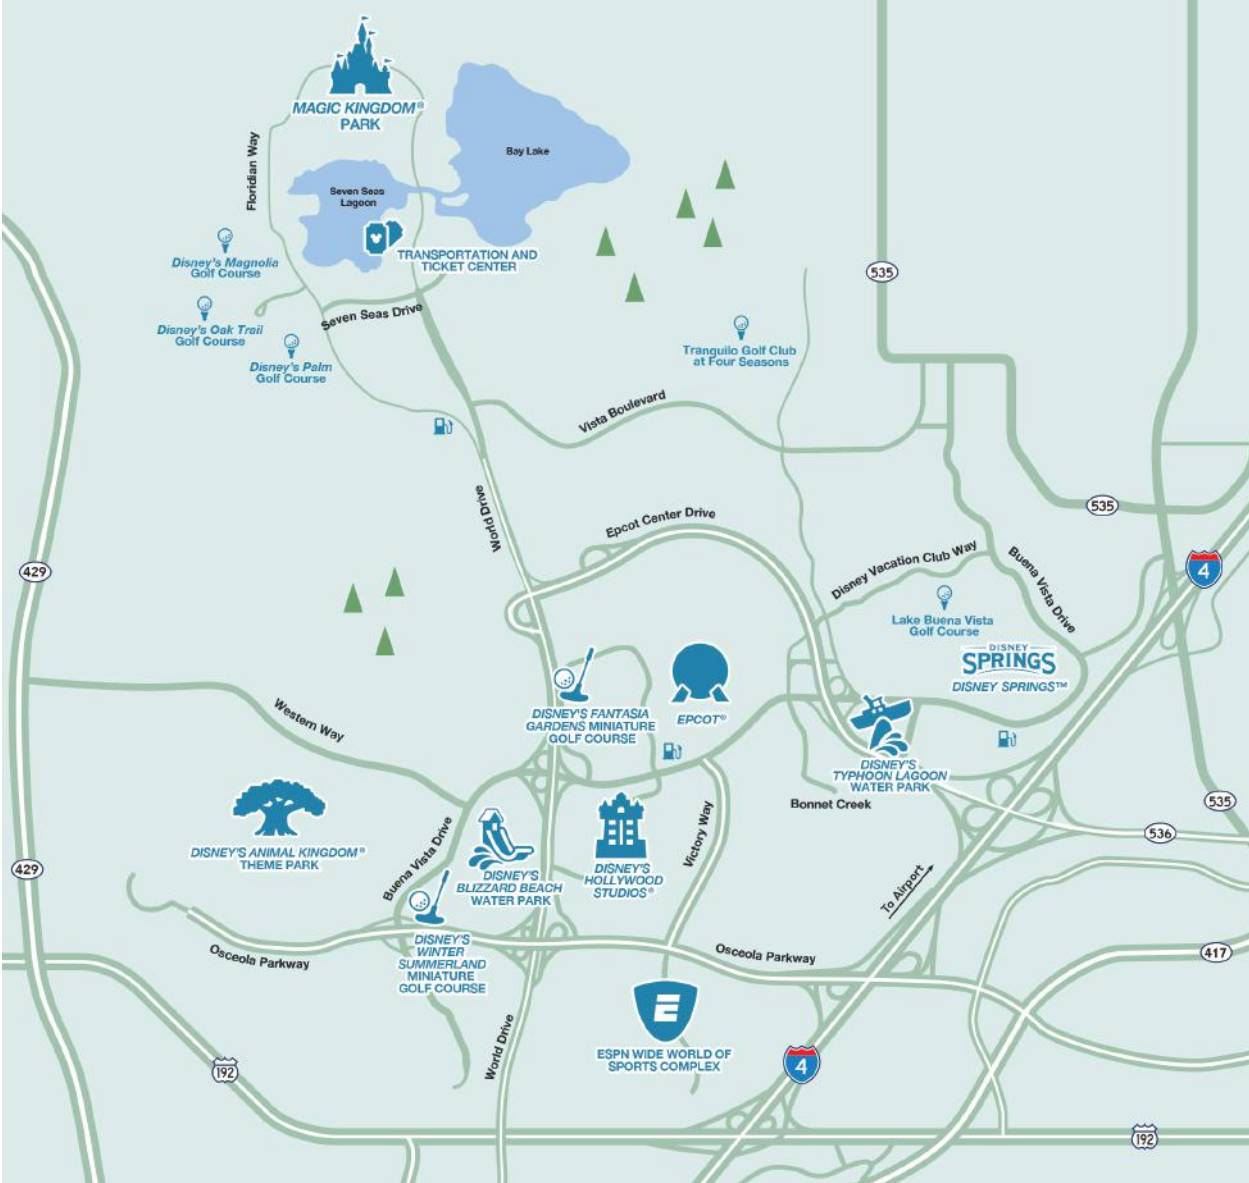 MAGIC KINGDOM®
PARK
Bay Lake
Floridian Way
Seven Seas
Lagoon
Disney's Magnolia
Golf Course
TRANSPORTATION AND
TICKET CENTER
535
Disney's Oak Trail
Golf Course
Seven Seas Drive
Disney's Palm
Golf Course
Tranquilo Golf Club
at Four Seasons
Vista Boulevard
World Drive
Epcot Center Drive
535
429
Disney Vacation Club Way
Buena Vista Drive
4
Lake Buena Vista
Golf Course
DISNEY
SPRINGS
DISNEY SPRINGS™
Western Way
DISNEY'S FANTASIA
GARDENS MINIATURE
GOLF COURSE
EPCOT®
DISNEY'S
TYPHOON LAGOON
WATER PARK
Bonnet Creek
535
536
DISNEY'S ANIMAL KINGDOM®
THEME PARK
429
Buena Vista Drive
DISNEY'S
BLIZZARD BEACH
WATER PARK
DISNEY'S
HOLLYWOOD
STUDIOS®
Victory Way
To Airport
Osceola Parkway
DISNEY'S
WINTER
SUMMERLAND
MINIATURE
GOLF COURSE
Osceola Parkway
417
World Drive
E
ESPN WIDE WORLD OF
SPORTS COMPLEX
4
192
192